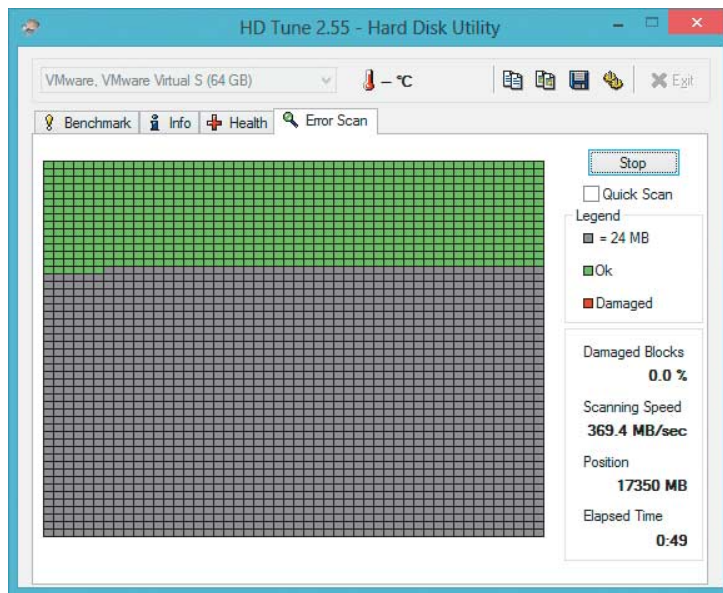 HD Tune 2.55 - Hard Disk Utility
VMware, VMware Virtual S (64 GB)
– °C
Exit
Benchmark
Info
Health
Error Scan
Stop
Quick Scan
Legend
= 24 MB
Ok
Damaged
Damaged Blocks
0.0 %
Scanning Speed
369.4 MB/sec
Position
17350 MB
Elapsed Time
0:49